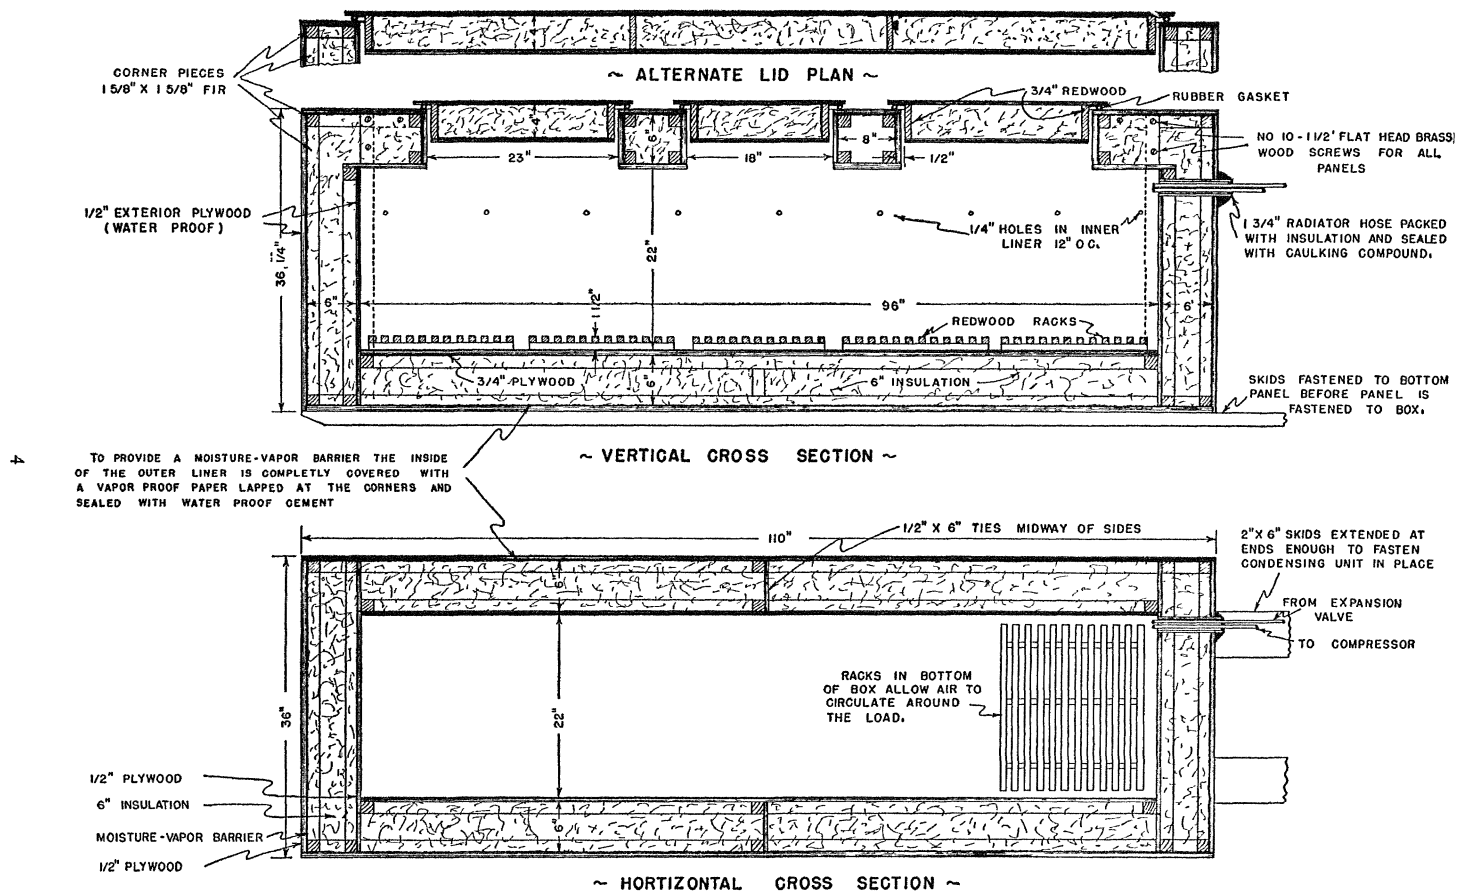 4"
CORNER PIECES
1 5/8" X 1 5/8" FIR
~ ALTERNATE LID PLAN ~
3/4" REDWOOD
RUBBER GASKET
4"
6"
8"
23"
18"
1/2"
NO 10 - 1 1/2' FLAT HEAD BRASS
WOOD SCREWS FOR ALL
PANELS
1/2" EXTERIOR PLYWOOD
(WATER PROOF)
1/4" HOLES IN INNER
LINER 12" O.C.
1 3/4" RADIATOR HOSE PACKED
WITH INSULATION AND SEALED
WITH CAULKING COMPOUND.
36, 1/4"
22"
6"
1 1/2"
96"
6'
REDWOOD RACKS
3/4" PLYWOOD
6"
6" INSULATION
SKIDS FASTENED TO BOTTOM
PANEL BEFORE PANEL IS
FASTENED TO BOX.
4
TO PROVIDE A MOISTURE-VAPOR BARRIER THE INSIDE
OF THE OUTER LINER IS COMPLETLY COVERED WITH
A VAPOR PROOF PAPER LAPPED AT THE CORNERS AND
SEALED WITH WATER PROOF CEMENT
~ VERTICAL CROSS SECTION ~
110"
1/2" X 6" TIES MIDWAY OF SIDES
2"X 6" SKIDS EXTENDED AT
ENDS ENOUGH TO FASTEN
CONDENSING UNIT IN PLACE
6"
FROM EXPANSION
VALVE
TO COMPRESSOR
RACKS IN BOTTOM
OF BOX ALLOW AIR TO
CIRCULATE AROUND
THE LOAD.
36"
22"
1/2" PLYWOOD
6" INSULATION
MOISTURE-VAPOR BARRIER
1/2" PLYWOOD
6"
~ HORTIZONTAL CROSS SECTION ~